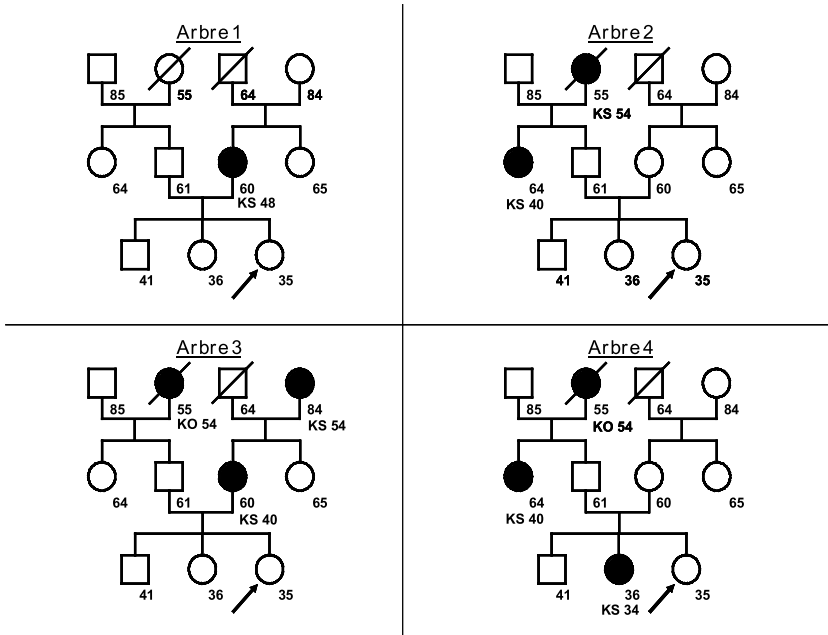 Arbre 1
85 55 64 84
64 61 60 65
KS 48
41 36 35
Arbre 2
85 55 64 84
KS 54
64 61 60 65
KS 40
41 36 35
Arbre 3
85 55 64 84
KO 54 KS 54
64 61 60 65
KS 40
41 36 35
Arbre 4
85 55 64 84
KO 54
64 61 60 65
KS 40
41 36 35
KS 34